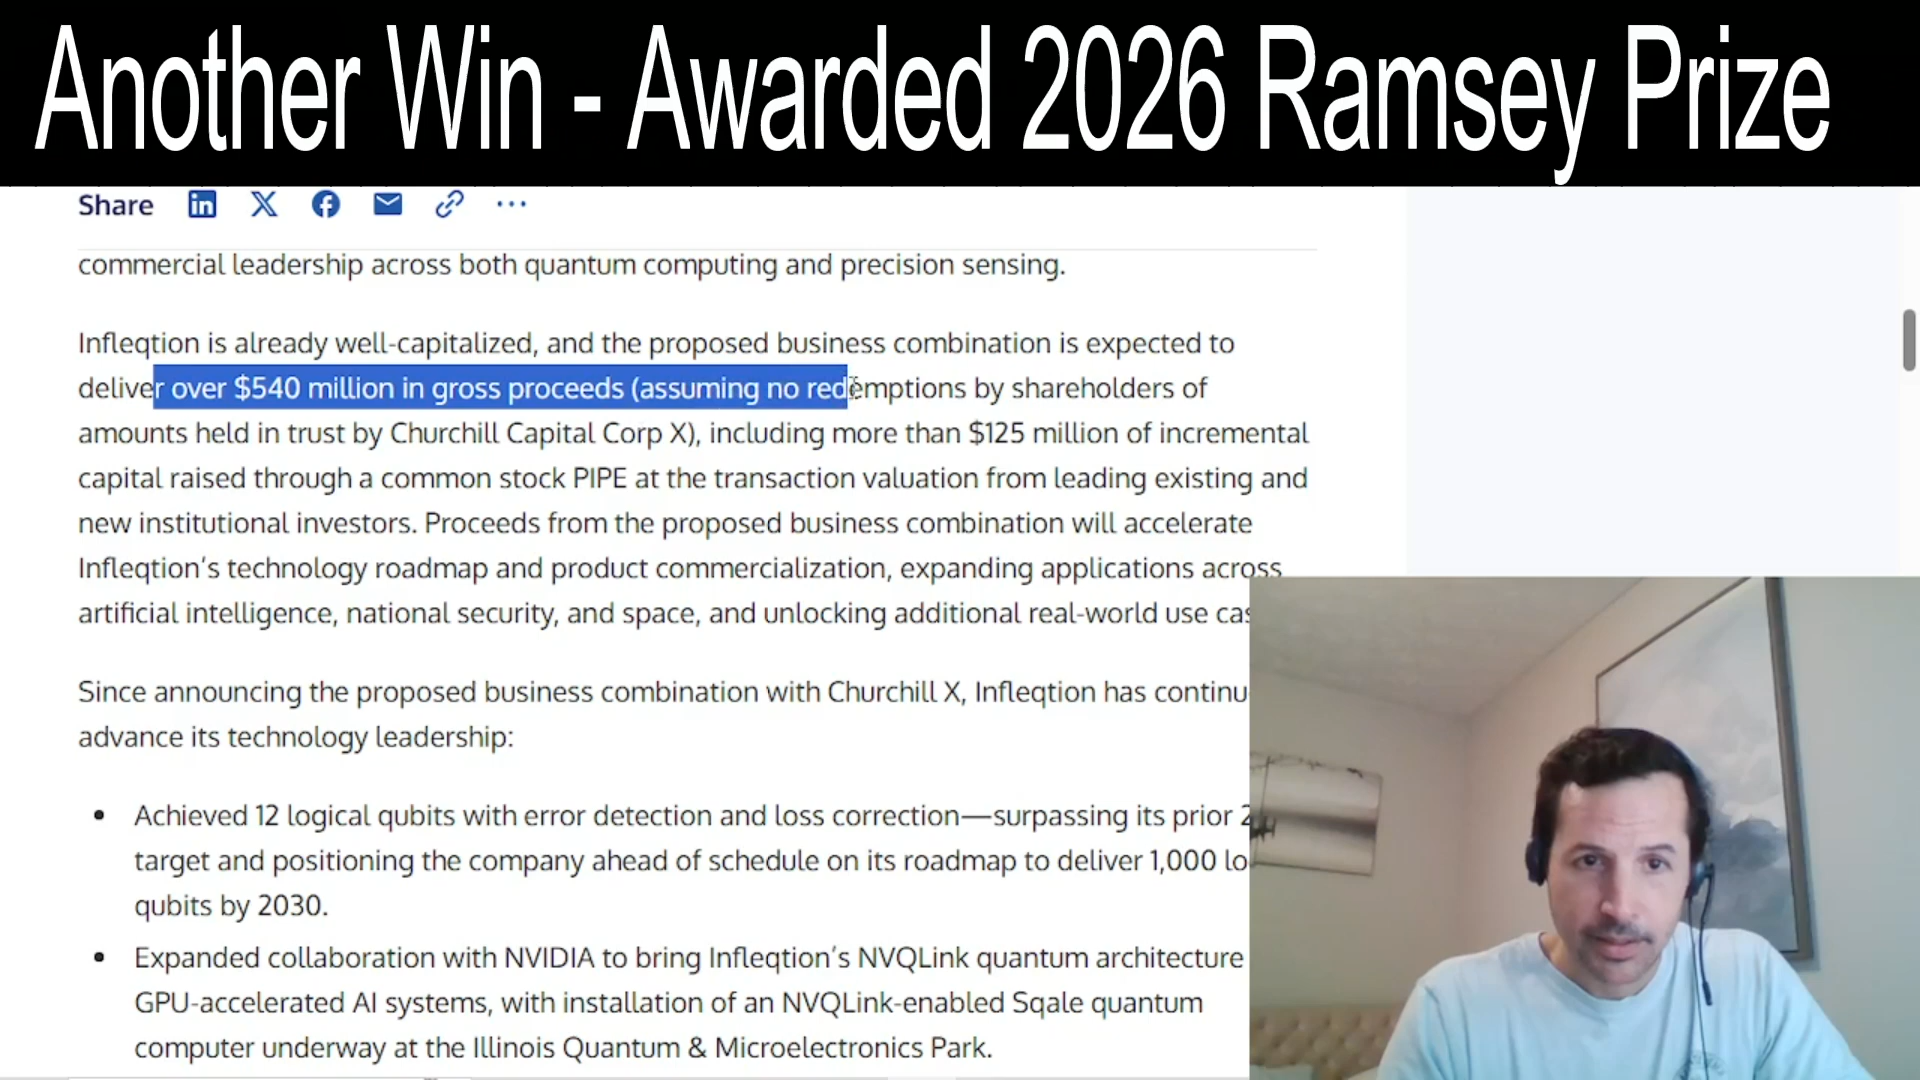 Another Win - Awarded 2026 Ramsey Prize
Share
commercial leadership across both quantum computing and precision sensing.
Infleqtion is already well-capitalized, and the proposed business combination is expected to
deliver over $540 million in gross proceeds (assuming no redemptions by shareholders of
amounts held in trust by Churchill Capital Corp X), including more than $125 million of incremental
capital raised through a common stock PIPE at the transaction valuation from leading existing and
new institutional investors. Proceeds from the proposed business combination will accelerate
Infleqtion's technology roadmap and product commercialization, expanding applications across
artificial intelligence, national security, and space, and unlocking additional real-world use
Since announcing the proposed business combination with Churchill X, Infleqtion has
advance its technology leadership:
• Achieved 12 logical qubits with error detection and loss correction—surpassing its prior
target and positioning the company ahead of schedule on its roadmap to deliver 1,000
qubits by 2030.
• Expanded collaboration with NVIDIA to bring Infleqtion's NVQLink quantum architecture
GPU-accelerated AI systems, with installation of an NVQLink-enabled Sqale quantum
computer underway at the Illinois Quantum & Microelectronics Park.